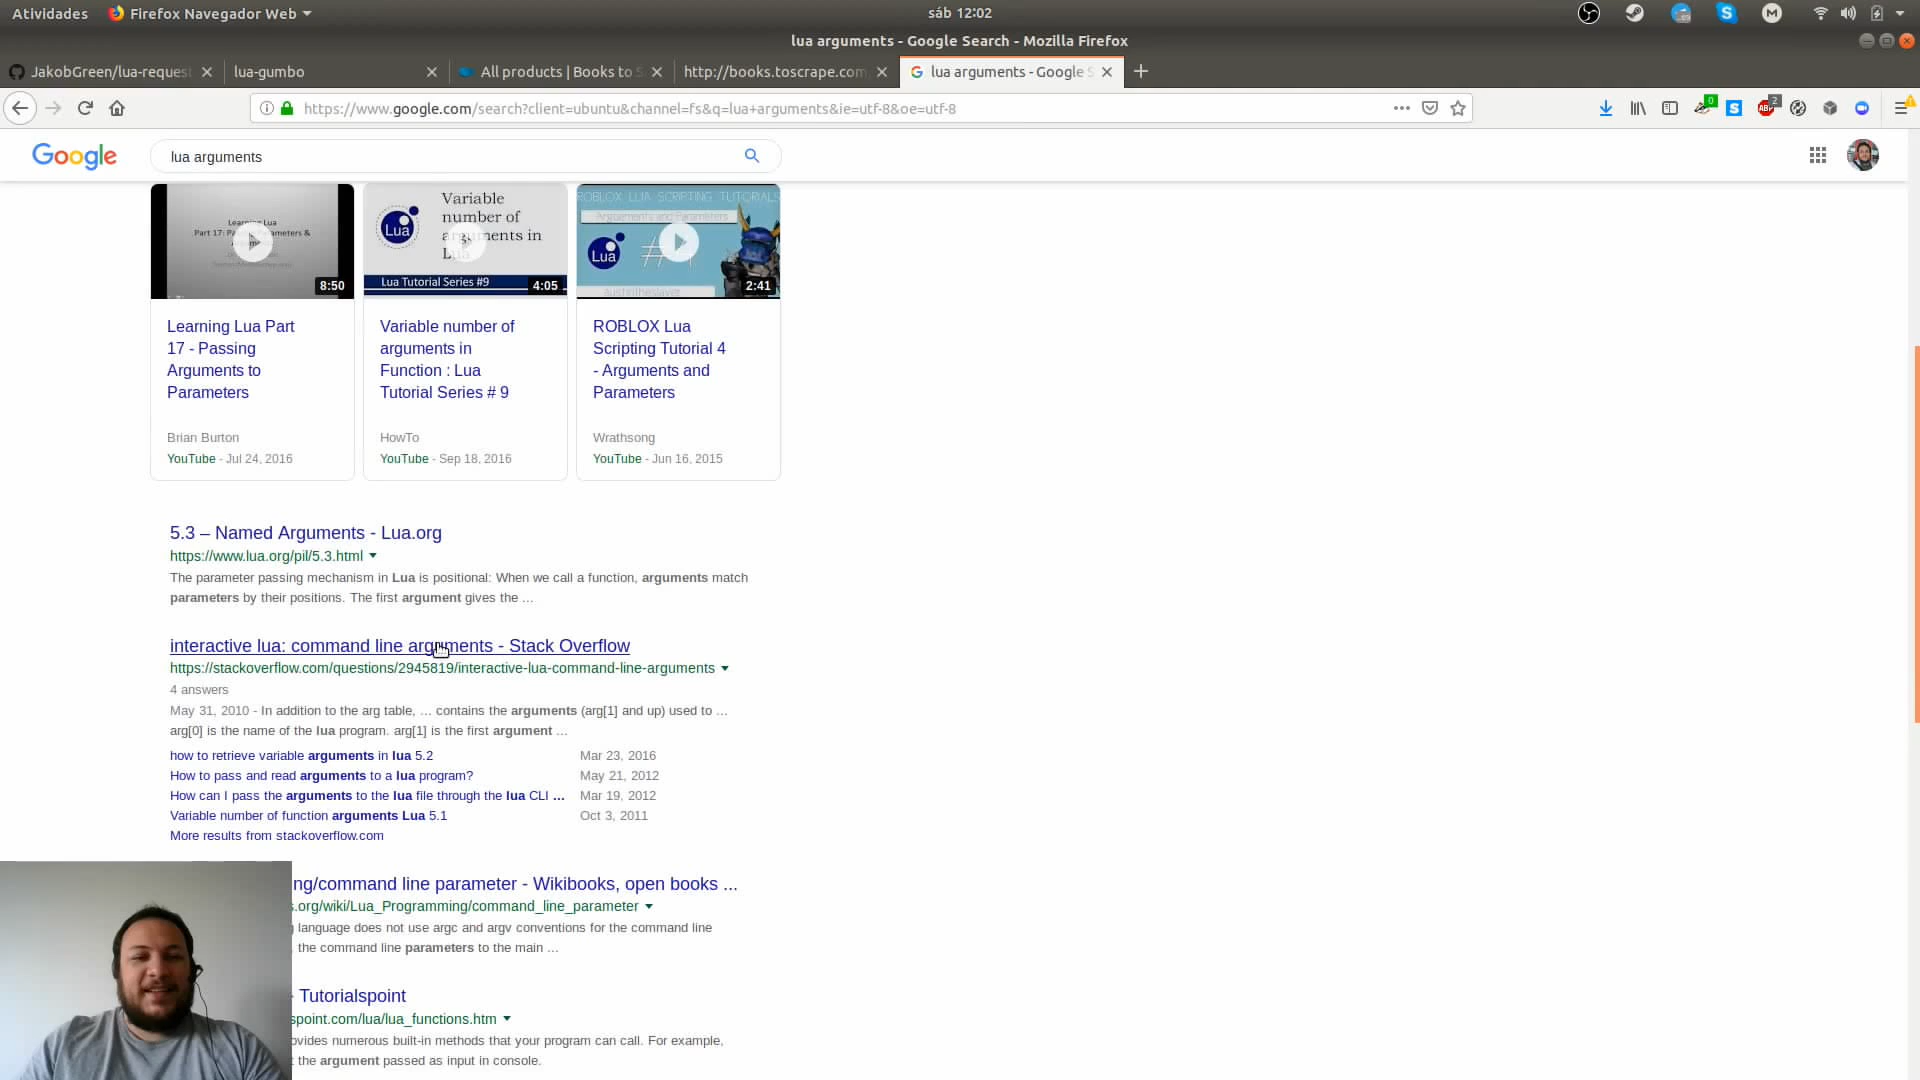 Atividades Firefox Navegador Web sáb 12:02
lua arguments - Google Search - Mozilla Firefox
JakobGreen/lua-reques lua-gumbo All products | Books to S http://books.toscrape.com lua arguments - Google S
https://www.google.com/search?client=ubuntu&channel=fs&q=lua+arguments&ie=utf-8&oe=utf-8
Google lua arguments
Learning Lua
8:50
Variable
number of
arguments in
Lua
Lua
Lua Tutorial Series #9
4:05
ROBLOX LUA SCRIPTING TUTORIALS
Arguements and Parameters
Lua
2:41
Learning Lua Part
17 - Passing
Arguments to
Parameters
Brian Burton
YouTube - Jul 24, 2016
Variable number of
arguments in
Function : Lua
Tutorial Series # 9
HowTo
YouTube - Sep 18, 2016
ROBLOX Lua
Scripting Tutorial 4
- Arguments and
Parameters
Wrathsong
YouTube - Jun 16, 2015
5.3 – Named Arguments - Lua.org
https://www.lua.org/pil/5.3.html
The parameter passing mechanism in Lua is positional: When we call a function, arguments match
parameters by their positions. The first argument gives the ...
interactive lua: command line arguments - Stack Overflow
https://stackoverflow.com/questions/2945819/interactive-lua-command-line-arguments
4 answers
May 31, 2010 - In addition to the arg table, ... contains the arguments (arg[1] and up) used to ...
arg[0] is the name of the lua program. arg[1] is the first argument ...
how to retrieve variable arguments in lua 5.2 Mar 23, 2016
How to pass and read arguments to a lua program? May 21, 2012
How can I pass the arguments to the lua file through the lua CLI ... Mar 19, 2012
Variable number of function arguments Lua 5.1 Oct 3, 2011
More results from stackoverflow.com
ng/command line parameter - Wikibooks, open books ...
s.org/wiki/Lua_Programming/command_line_parameter
language does not use argc and argv conventions for the command line
, the command line parameters to the main ...
- Tutorialspoint
spoint.com/lua/lua_functions.htm
ovides numerous built-in methods that your program can call. For example,
t the argument passed as input in console.